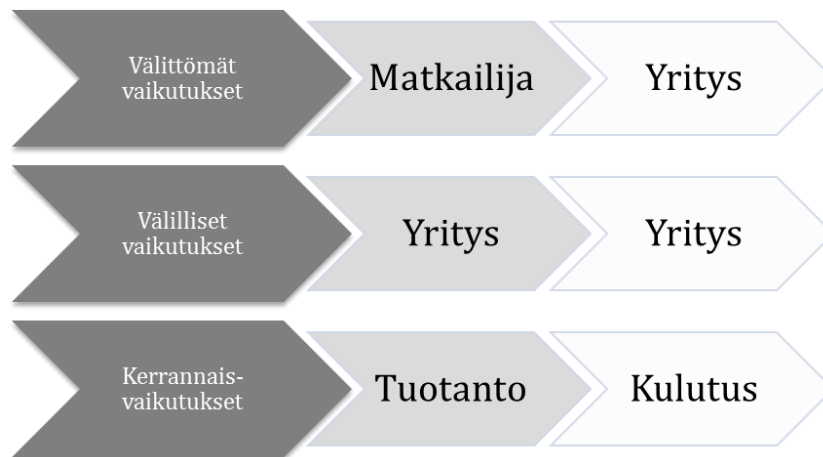 Välittömät
vaikutukset
Matkailija
Yritys
Välilliset
vaikutukset
Yritys
Yritys
Kerrannais-
vaikutukset
Tuotanto
Kulutus